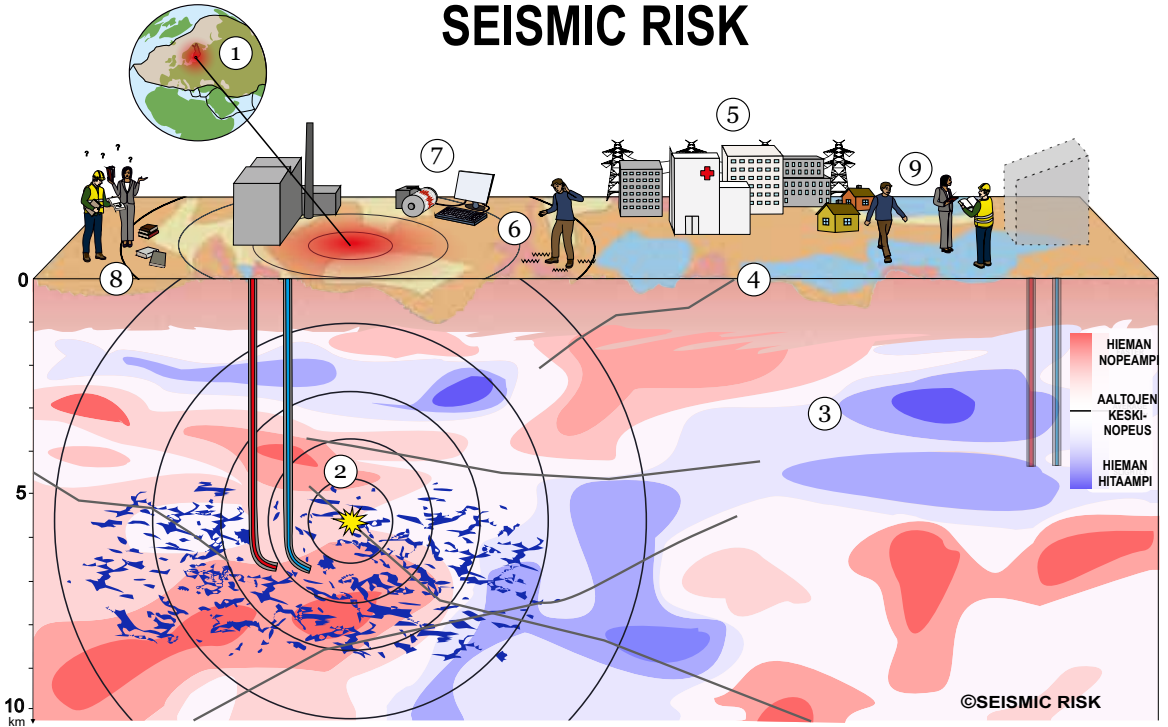 SEISMIC RISK
1
5
7
? ? ? ?
9
6
8
4
0
HIEMAN
NOPEAMPI
AALTOJEN
KESKI-
NOPEUS
HIEMAN
HITAAMPI
3
2
5
10
km
©SEISMIC RISK